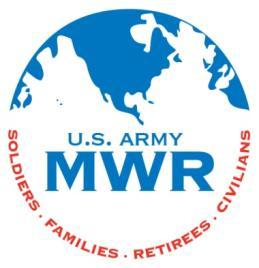 U.S. ARMY
MWR
SOLDIERS · FAMILIES · RETIREES · CIVILIANS